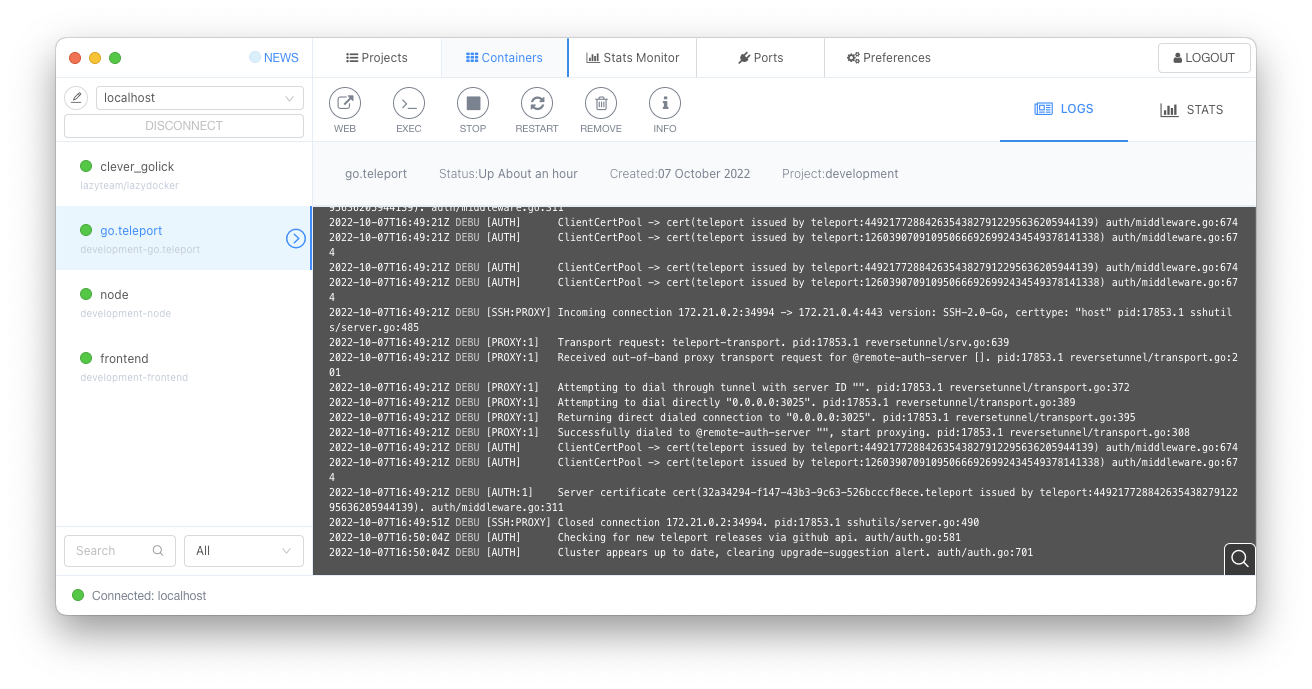 NEWS
Projects
Containers
Stats Monitor
Ports
Preferences
LOGOUT
localhost
DISCONNECT
WEB
EXEC
STOP
RESTART
REMOVE
INFO
LOGS
STATS
clever_golick
lazyteam/lazydocker
go.teleport
development-go.teleport
node
development-node
frontend
development-frontend
Search
All
go.teleport Status:Up About an hour Created:07 October 2022 Project:development
95636205944139). auth/middleware.go:311
2022-10-07T16:49:21Z DEBU [AUTH] ClientCertPool -> cert(teleport issued by teleport:449217728842635438279122956362059441​39) auth/middleware.go:674
2022-10-07T16:49:21Z DEBU [AUTH] ClientCertPool -> cert(teleport issued by teleport:126039070910950666926992434549378141338) auth/middleware.go:67
4
2022-10-07T16:49:21Z DEBU [AUTH] ClientCertPool -> cert(teleport issued by teleport:44921772884263543827912295636205944139) auth/middleware.go:674
2022-10-07T16:49:21Z DEBU [AUTH] ClientCertPool -> cert(teleport issued by teleport:126039070910950666926992434549378141338) auth/middleware.go:67
4
2022-10-07T16:49:21Z DEBU [SSH:PROXY] Incoming connection 172.21.0.2:34994 -> 172.21.0.4:443 version: SSH-2.0-Go, certtype: "host" pid:17853.1 sshutil
s/server.go:485
2022-10-07T16:49:21Z DEBU [PROXY:1] Transport request: teleport-transport. pid:17853.1 reversetunnel/srv.go:639
2022-10-07T16:49:21Z DEBU [PROXY:1] Received out-of-band proxy transport request for @remote-auth-server []. pid:17853.1 reversetunnel/transport.go:2
01
2022-10-07T16:49:21Z DEBU [PROXY:1] Attempting to dial through tunnel with server ID "". pid:17853.1 reversetunnel/transport.go:372
2022-10-07T16:49:21Z DEBU [PROXY:1] Attempting to dial directly "0.0.0.0:3025". pid:17853.1 reversetunnel/transport.go:389
2022-10-07T16:49:21Z DEBU [PROXY:1] Returning direct dialed connection to "0.0.0.0:3025". pid:17853.1 reversetunnel/transport.go:395
2022-10-07T16:49:21Z DEBU [PROXY:1] Successfully dialed to @remote-auth-server "", start proxying. pid:17853.1 reversetunnel/transport.go:308
2022-10-07T16:49:21Z DEBU [AUTH] ClientCertPool -> cert(teleport issued by teleport:44921772884263543827912295636205944139) auth/middleware.go:674
2022-10-07T16:49:21Z DEBU [AUTH] ClientCertPool -> cert(teleport issued by teleport:126039070910950666926992434549378141338) auth/middleware.go:67
4
2022-10-07T16:49:21Z DEBU [AUTH:1] Server certificate cert(32a34294-f147-43b3-9c63-526bcccf8ece.teleport issued by teleport:449217728842635438279122
95636205944139). auth/middleware.go:311
2022-10-07T16:49:51Z DEBU [SSH:PROXY] Closed connection 172.21.0.2:34994. pid:17853.1 sshutils/server.go:490
2022-10-07T16:50:04Z DEBU [AUTH] Checking for new teleport releases via github api. auth/auth.go:581
2022-10-07T16:50:04Z DEBU [AUTH] Cluster appears up to date, clearing upgrade-suggestion alert. auth/auth.go:701
Connected: localhost